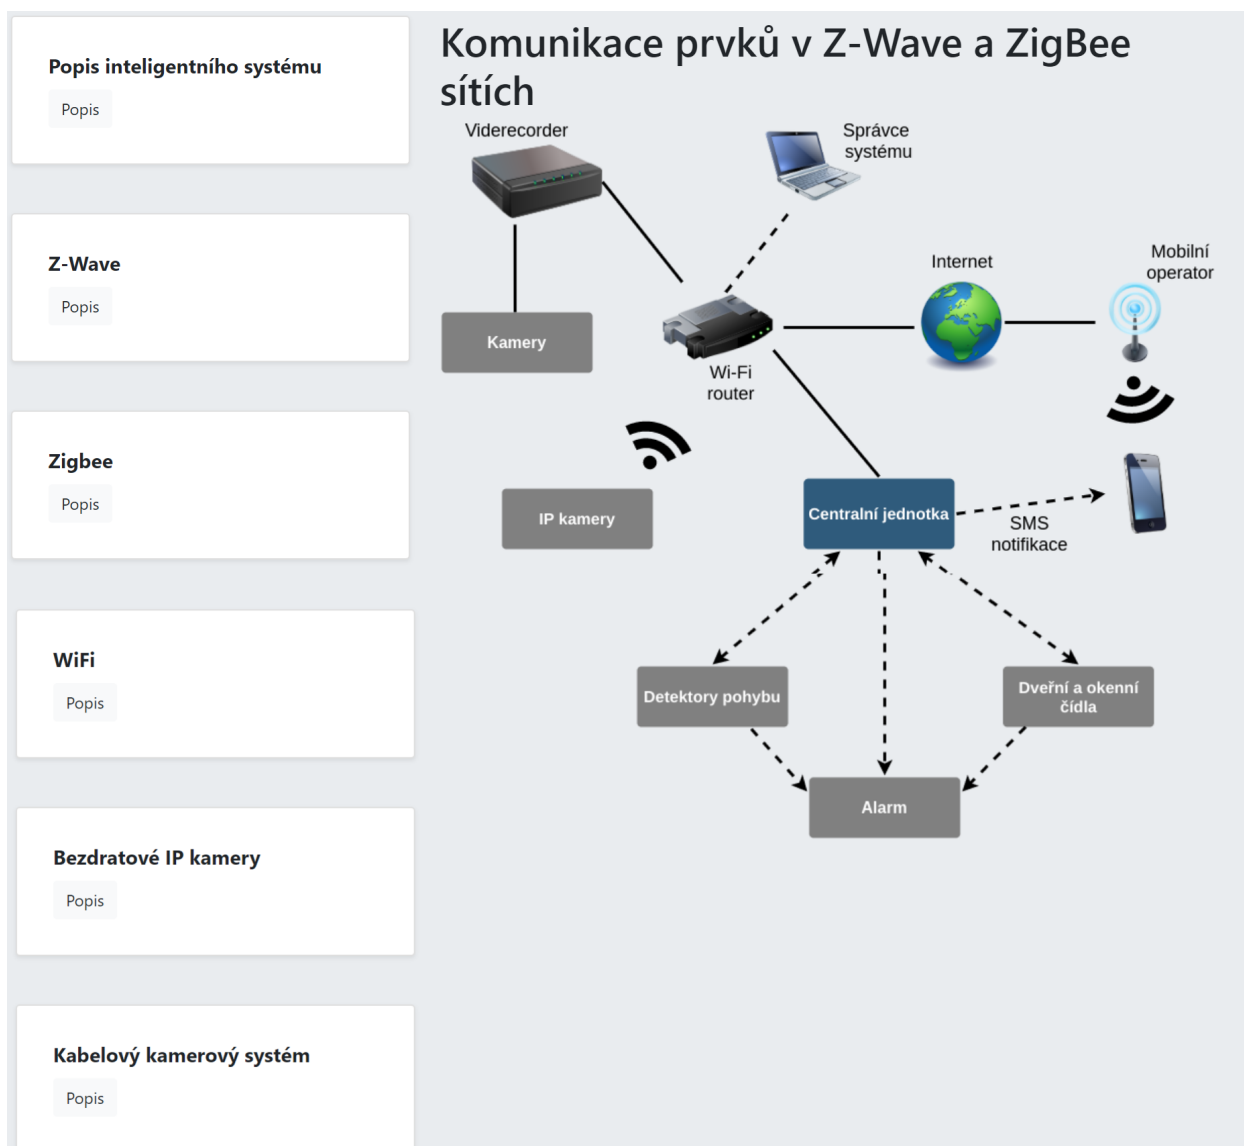 Popis inteligentního systému
Popis
Z-Wave
Popis
Zigbee
Popis
WiFi
Popis
Bezdratové IP kamery
Popis
Kabelový kamerový systém
Popis
Komunikace prvků v Z-Wave a ZigBee
sítích
Viderecorder
Správce
systému
Internet
Mobilní
operator
Kamery
Wi-Fi
router
IP kamery
Centralní jednotka
SMS
notifikace
Detektory pohybu
Dveřní a okenní
čídla
Alarm